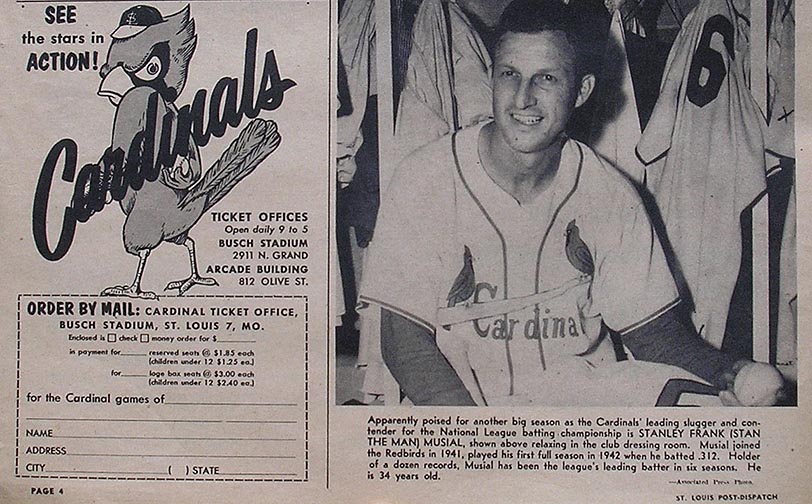 SEE
the stars in
ACTION!
Cardinals
TICKET OFFICES
Open daily 9 to 5
BUSCH STADIUM
2911 N. GRAND
ARCADE BUILDING
812 OLIVE ST.
ORDER BY MAIL: CARDINAL TICKET OFFICE,
BUSCH STADIUM, ST. LOUIS 7, MO.
Enclosed is □ check □ money order for $
in payment for reserved seats @ $1.85 each
(children under 12 $1.25 ea.)
for loge box seats @ $3.00 each
(children under 12 $2.40 ea.)
for the Cardinal games of
NAME
ADDRESS
CITY ( ) STATE
PAGE 4
6
Cardinal
Apparently poised for another big season as the Cardinals' leading slugger and con-
tender for the National League batting championship is STANLEY FRANK (STAN
THE MAN) MUSIAL, shown above relaxing in the club dressing room. Musial joined
the Redbirds in 1941, played his first full season in 1942 when he batted .312. Holder
of a dozen records, Musial has been the league's leading batter in six seasons. He
is 34 years old.
—Associated Press Photo.
ST. LOUIS POST-DISPATCH